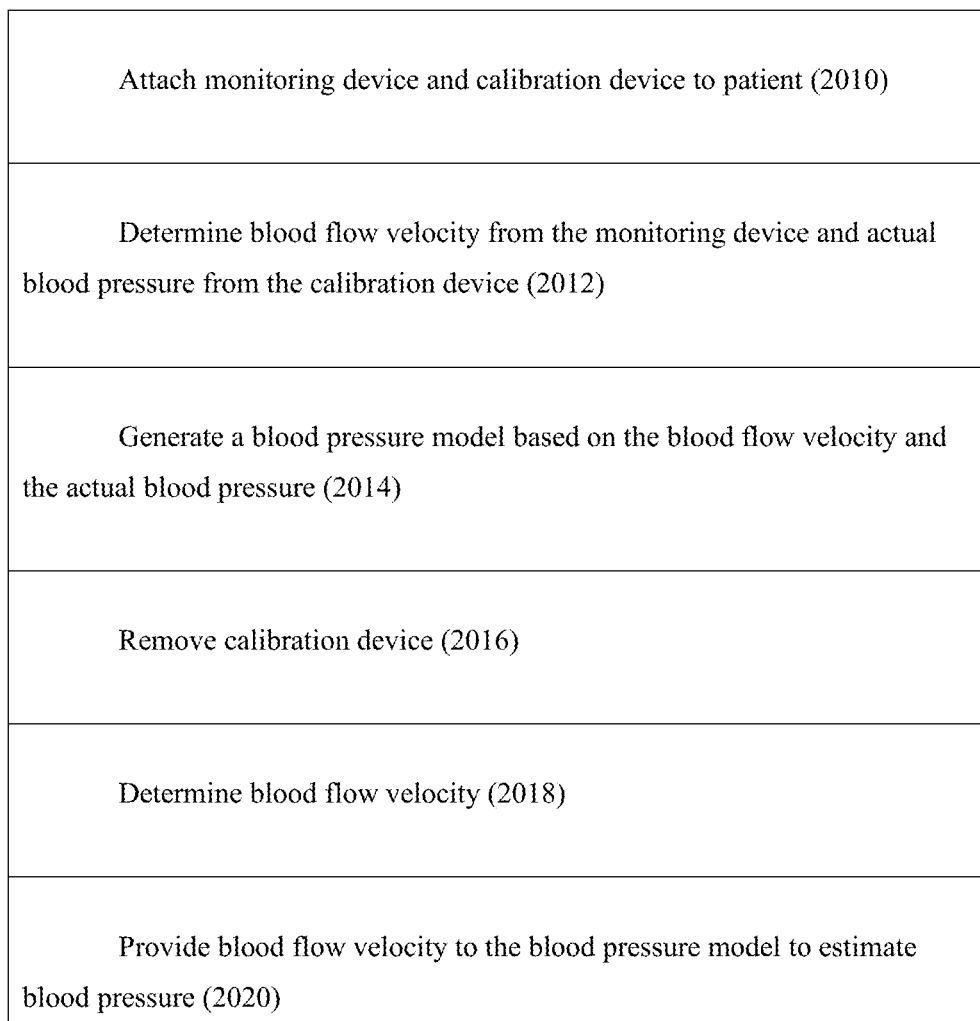 Attach monitoring device and calibration device to patient (2010)
Determine blood flow velocity from the monitoring device and actual
blood pressure from the calibration device (2012)
Generate a blood pressure model based on the blood flow velocity and
the actual blood pressure (2014)
Remove calibration device (2016)
Determine blood flow velocity (2018)
Provide blood flow velocity to the blood pressure model to estimate
blood pressure (2020)